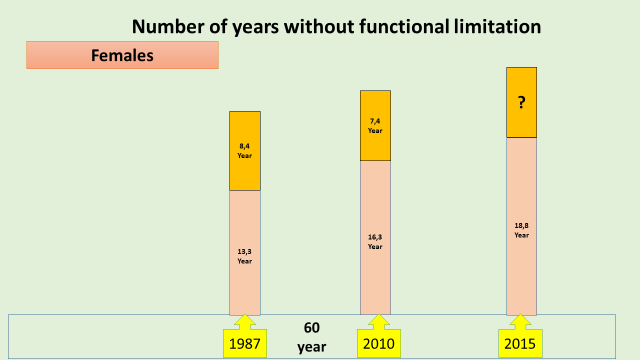 Number of years without functional limitation
Females
8,4
Year
7,4
Year
?
13,3
Year
16,3
Year
18,8
Year
60
year
1987
2010
2015